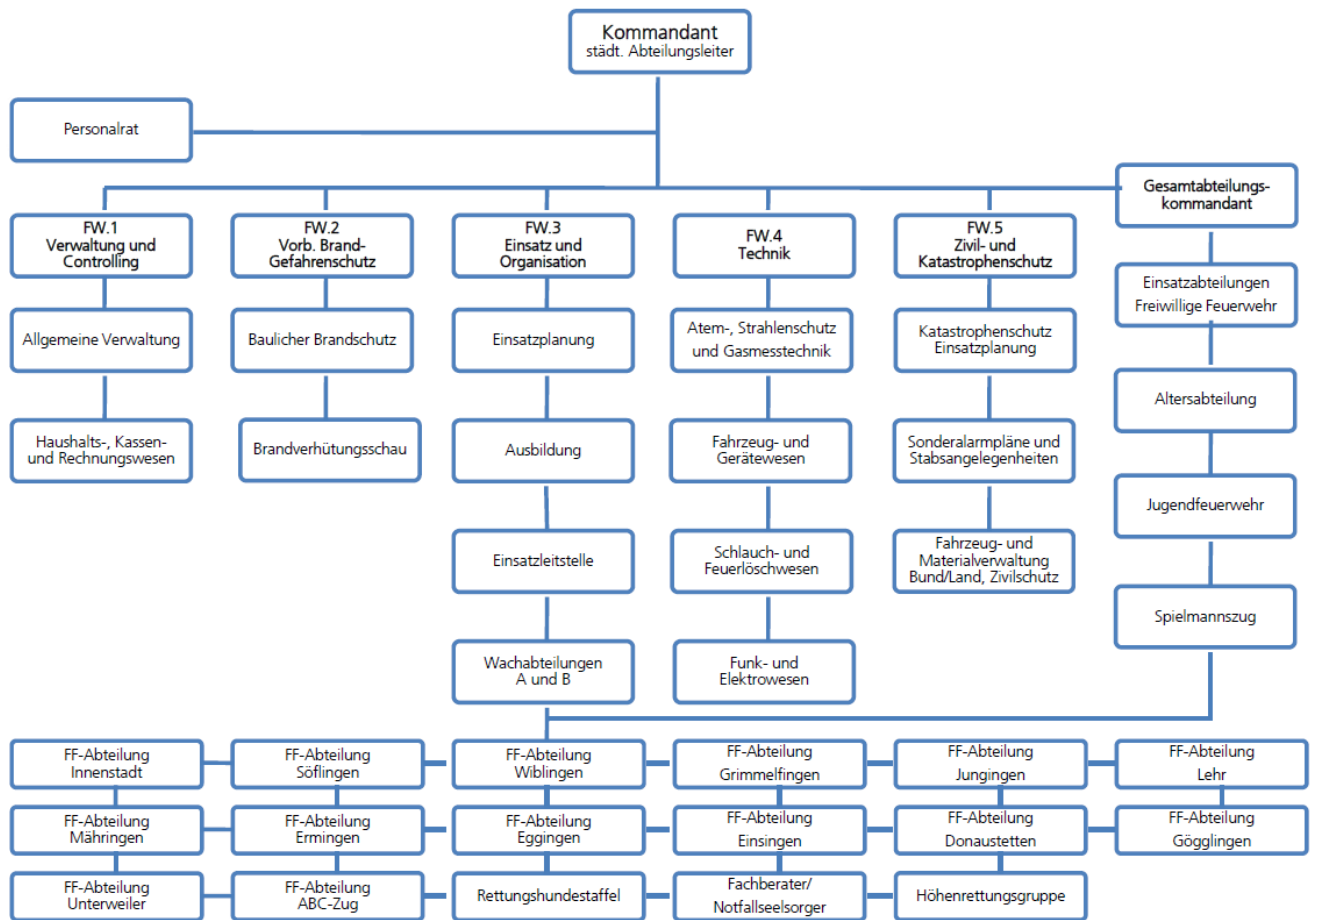 Kommandant
städt. Abteilungsleiter
Personalrat
Gesamtabteilungs-
kommandant
FW.1
Verwaltung und
Controlling
FW.2
Vorb. Brand-
Gefahrenschutz
FW.3
Einsatz und
Organisation
FW.4
Technik
FW.5
Zivil- und
Katastrophenschutz
Einsatzabteilungen
Freiwillige Feuerwehr
Allgemeine Verwaltung
Baulicher Brandschutz
Einsatzplanung
Atem-, Strahlenschutz
und Gasmesstechnik
Katastrophenschutz
Einsatzplanung
Altersabteilung
Haushalts-, Kassen-
und Rechnungswesen
Brandverhütungsschau
Ausbildung
Fahrzeug- und
Gerätewesen
Sonderalarmpläne und
Stabsangelegenheiten
Jugendfeuerwehr
Einsatzleitstelle
Schlauch- und
Feuerlöschwesen
Fahrzeug- und
Materialverwaltung
Bund/Land, Zivilschutz
Spielmannszug
Wachabteilungen
A und B
Funk- und
Elektrowesen
FF-Abteilung
Innenstadt
FF-Abteilung
Söflingen
FF-Abteilung
Wiblingen
FF-Abteilung
Grimmelfingen
FF-Abteilung
Jungingen
FF-Abteilung
Lehr
FF-Abteilung
Mähringen
FF-Abteilung
Ermingen
FF-Abteilung
Eggingen
FF-Abteilung
Einsingen
FF-Abteilung
Donaustetten
FF-Abteilung
Gögglingen
FF-Abteilung
Unterweiler
FF-Abteilung
ABC-Zug
Rettungshundestaffel
Fachberater/
Notfallseelsorger
Höhenrettungsgruppe